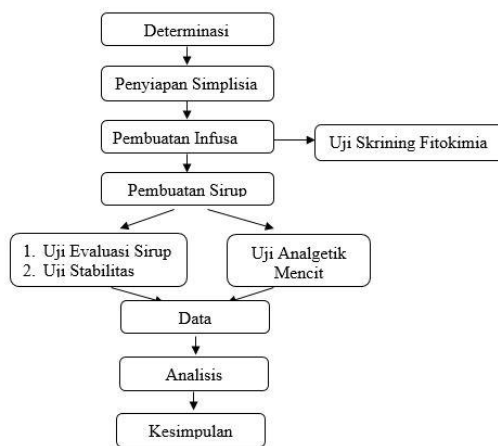 Determinasi
Penyiapan Simplisia
Pembuatan Infusa
Uji Skrining Fitokimia
Pembuatan Sirup
1. Uji Evaluasi Sirup
2. Uji Stabilitas
Uji Analgetik
Mencit
Data
Analisis
Kesimpulan